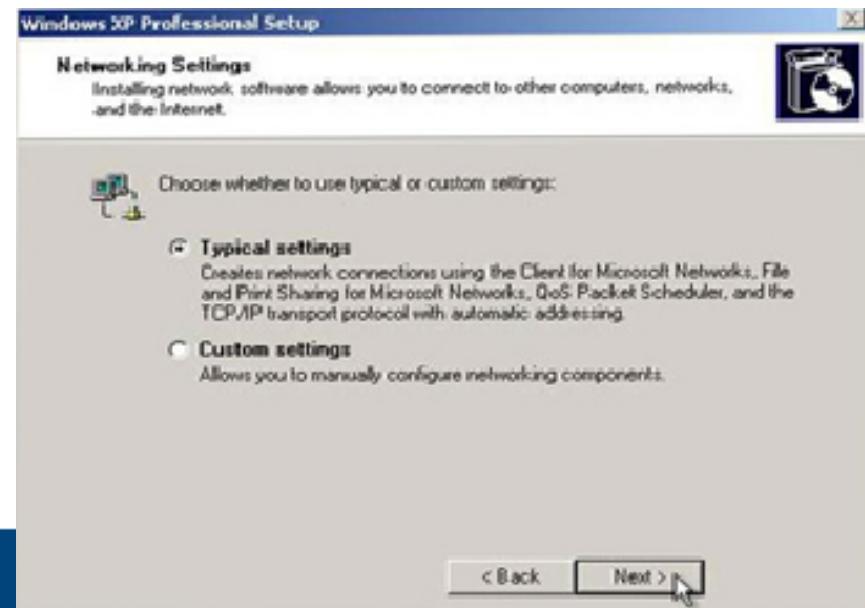 Windows XP Professional Setup
Networking Settings
Installing network software allows you to connect to other computers, networks,
and the Internet.
Choose whether to use typical or custom settings:
Typical settings
Creates network connections using the Client for Microsoft Networks, File
and Print Sharing for Microsoft Networks, QoS Packet Scheduler, and the
TCP/IP transport protocol with automatic addressing.
Custom settings
Allows you to manually configure networking components.
< Back
Next >